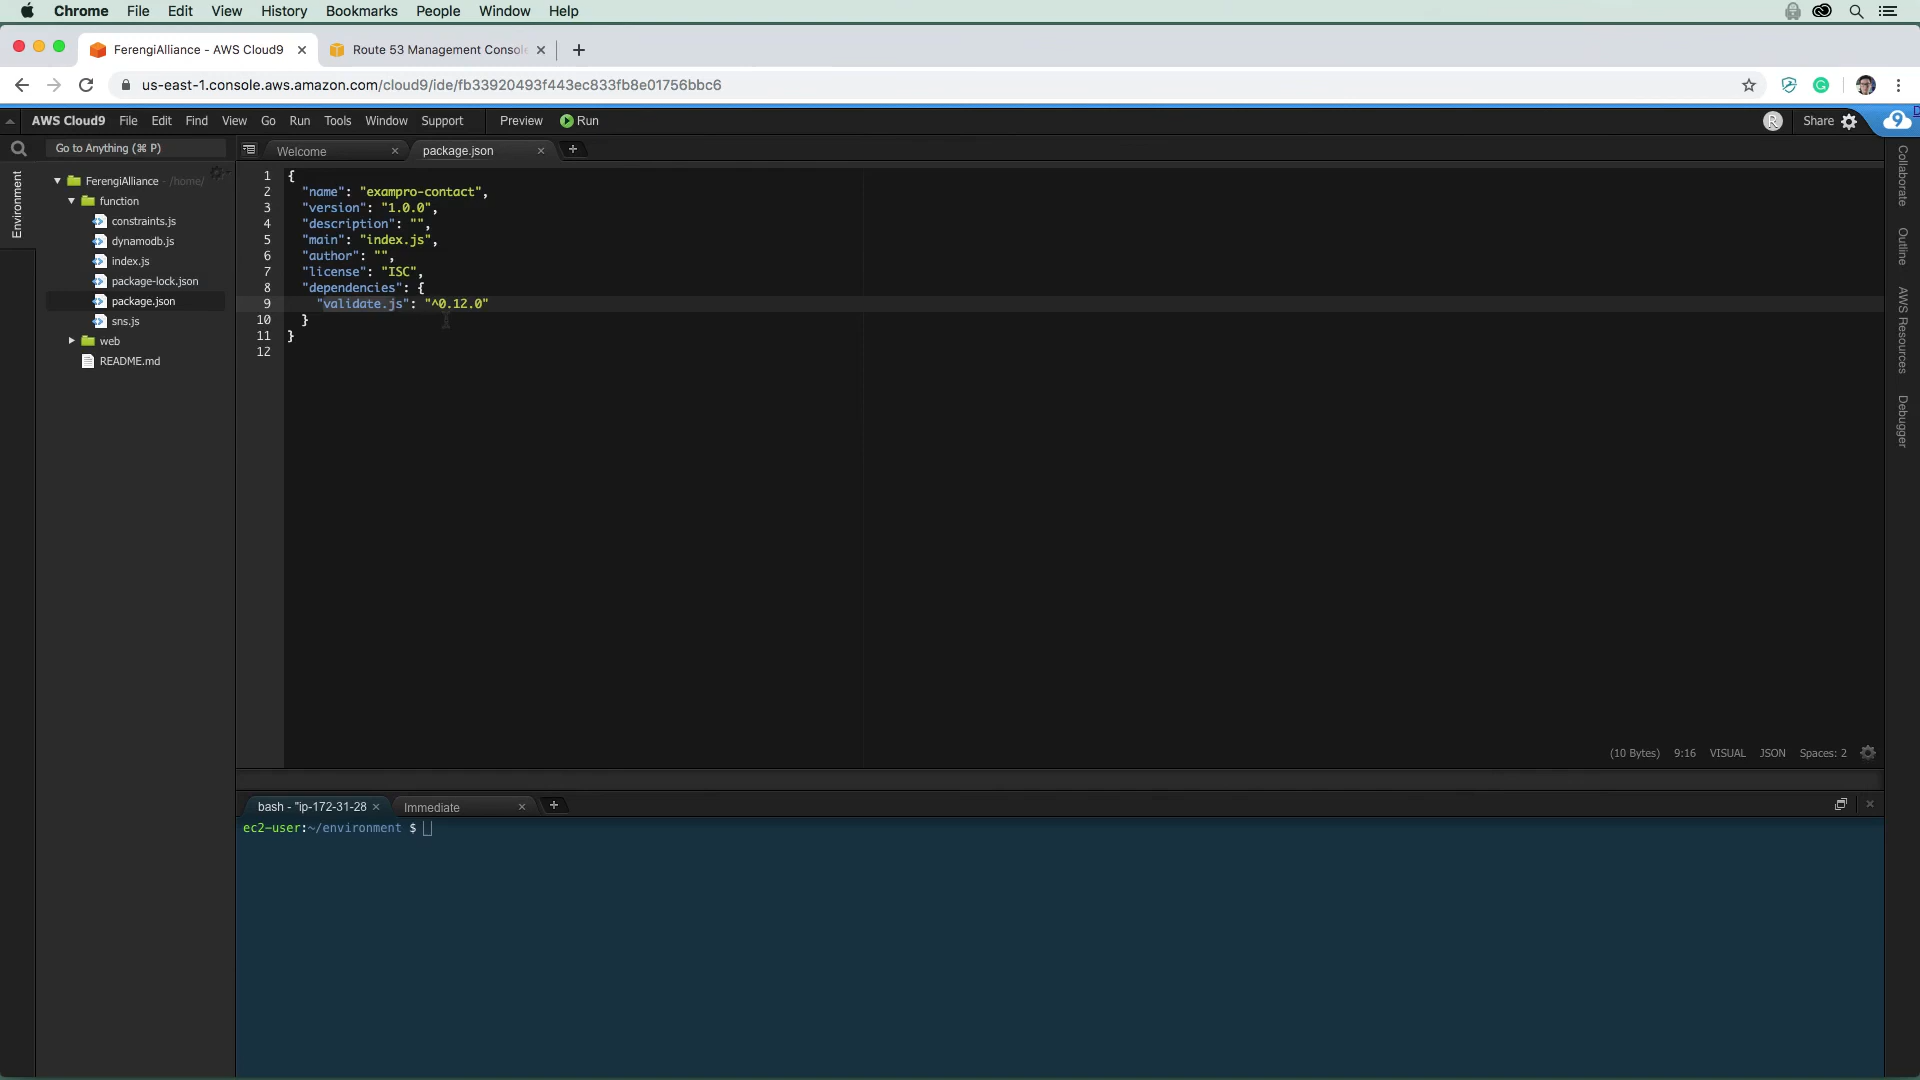 Chrome File Edit View History Bookmarks People Window Help
FerengiAlliance - AWS Cloud9
Route 53 Management Consol
us-east-1.console.aws.amazon.com/cloud9/ide/fb33920493f443ec833fb8e01756bbc6
AWS Cloud9 File Edit Find View Go Run Tools Window Support Preview Run
R Share 9
Go to Anything (⌘ P)
Welcome
package.json
Environment
FerengiAlliance - /home/
function
constraints.js
dynamodb.js
index.js
package-lock.json
package.json
sns.js
web
README.md
1 {
2 "name": "exampro-contact",
3 "version": "1.0.0",
4 "description": "",
5 "main": "index.js",
6 "author": "",
7 "license": "ISC",
8 "dependencies": {
9 "validate.js": "^0.12.0"
10 }
11 }
12
Collaborate
Outline
AWS Resources
Debugger
(10 Bytes) 9:16 VISUAL JSON Spaces: 2
bash - "ip-172-31-28
Immediate
ec2-user:~/environment $